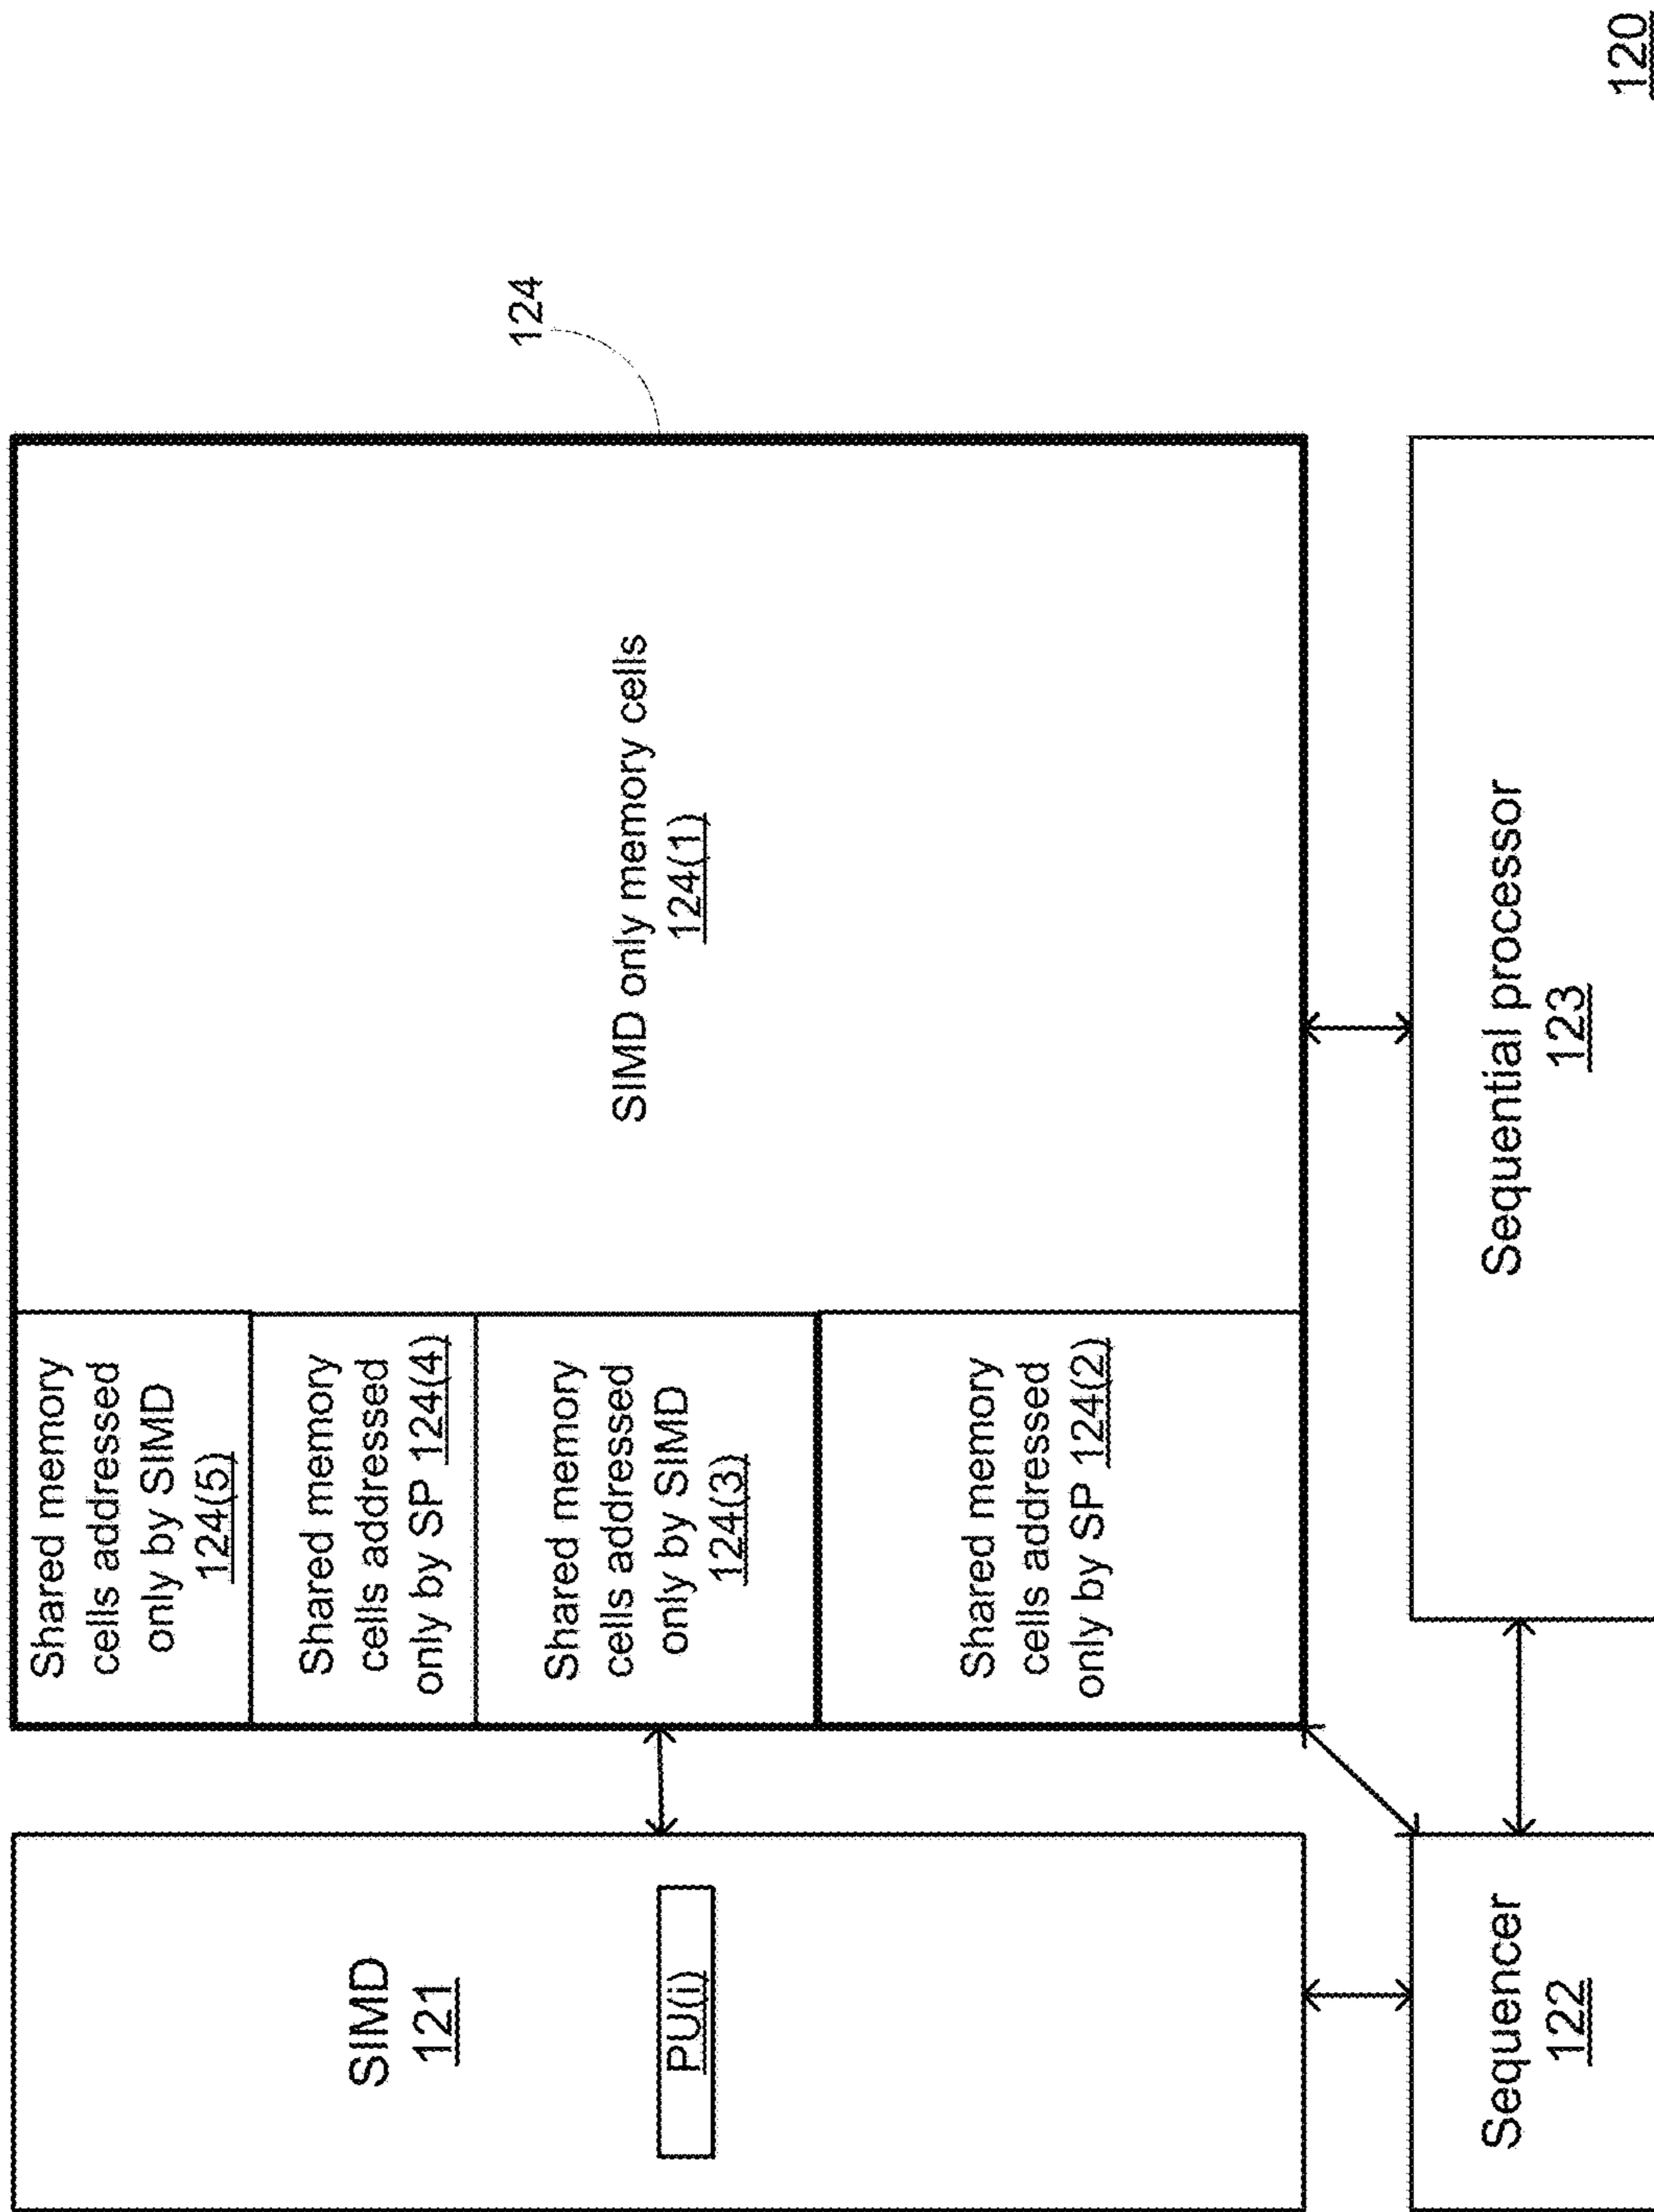 SIMD
121
PU(i)
Sequencer
122
Shared memory
cells addressed
only by SIMD
124(5)
Shared memory
cells addressed
only by SP 124(4)
Shared memory
cells addressed
only by SIMD
124(3)
Shared memory
cells addressed
only by SP 124(2)
SIMD only memory cells
124(1)
Sequential processor
123
124
120